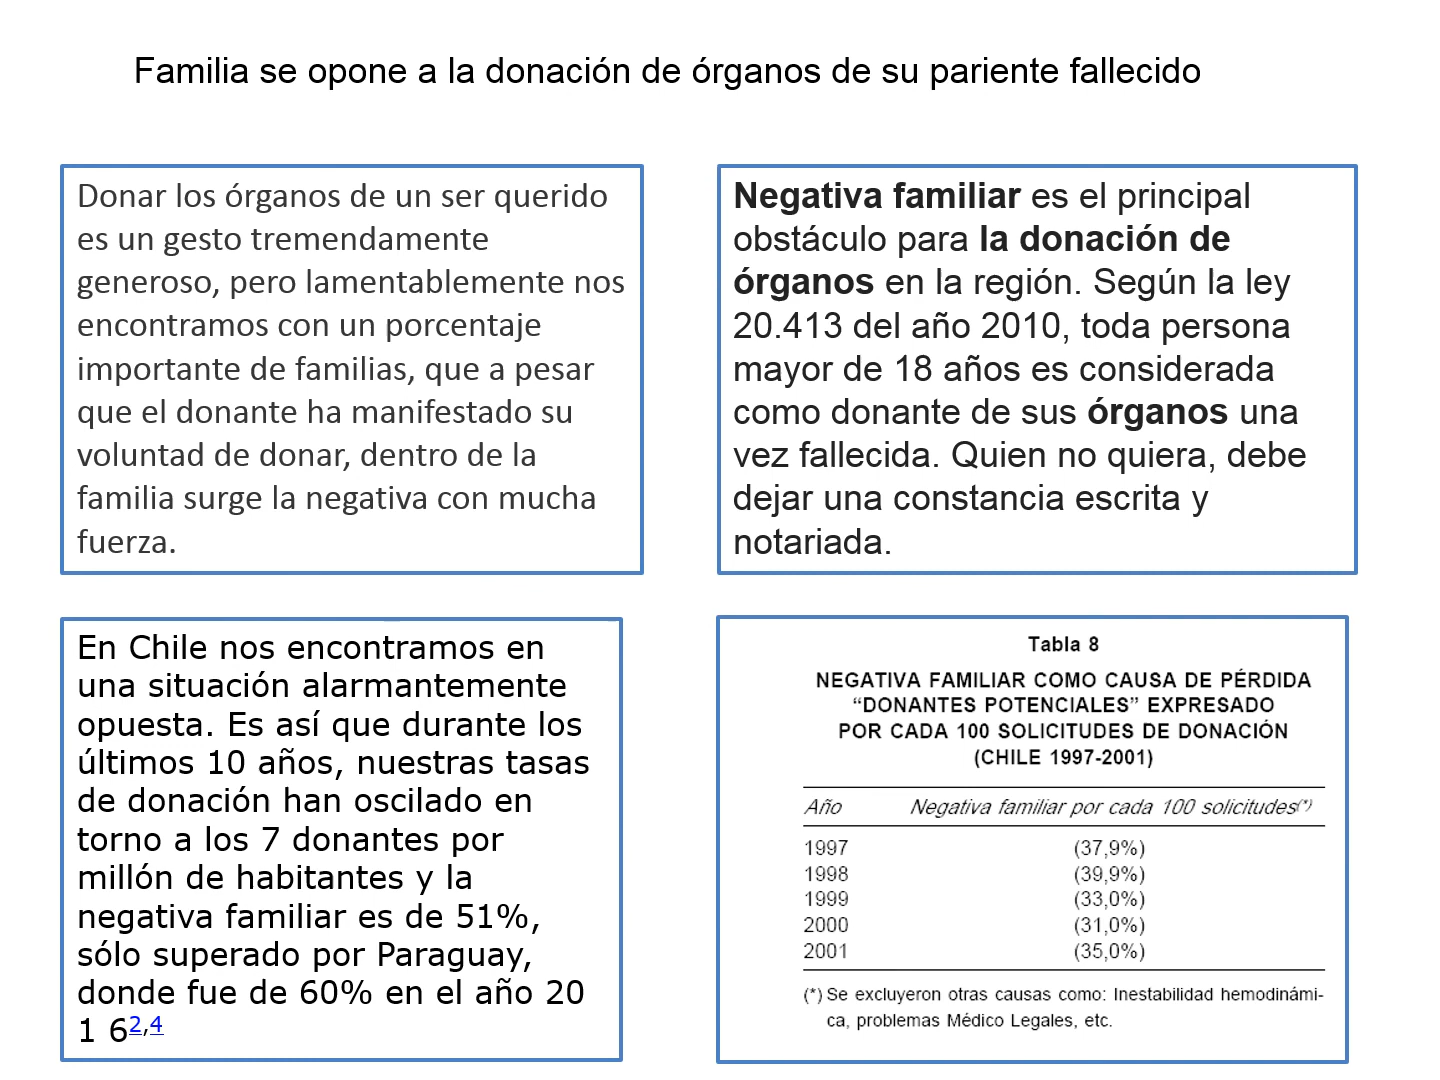 Familia se opone a la donación de órganos de su pariente fallecido
Donar los órganos de un ser querido
es un gesto tremendamente
generoso, pero lamentablemente nos
encontramos con un porcentaje
importante de familias, que a pesar
que el donante ha manifestado su
voluntad de donar, dentro de la
familia surge la negativa con mucha
fuerza.
Negativa familiar es el principal
obstáculo para la donación de
órganos en la región. Según la ley
20.413 del año 2010, toda persona
mayor de 18 años es considerada
como donante de sus órganos una
vez fallecida. Quien no quiera, debe
dejar una constancia escrita y
notariada.
En Chile nos encontramos en
una situación alarmantemente
opuesta. Es así que durante los
últimos 10 años, nuestras tasas
de donación han oscilado en
torno a los 7 donantes por
millón de habitantes y la
negativa familiar es de 51%,
sólo superado por Paraguay,
donde fue de 60% en el año 20
1 62,4
Tabla 8
NEGATIVA FAMILIAR COMO CAUSA DE PÉRDIDA
“DONANTES POTENCIALES” EXPRESADO
POR CADA 100 SOLICITUDES DE DONACIÓN
(CHILE 1997-2001)
Año Negativa familiar por cada 100 solicitudes(*)
1997 (37,9%)
1998 (39,9%)
1999 (33,0%)
2000 (31,0%)
2001 (35,0%)
(*) Se excluyeron otras causas como: Inestabilidad hemodinámi-
ca, problemas Médico Legales, etc.